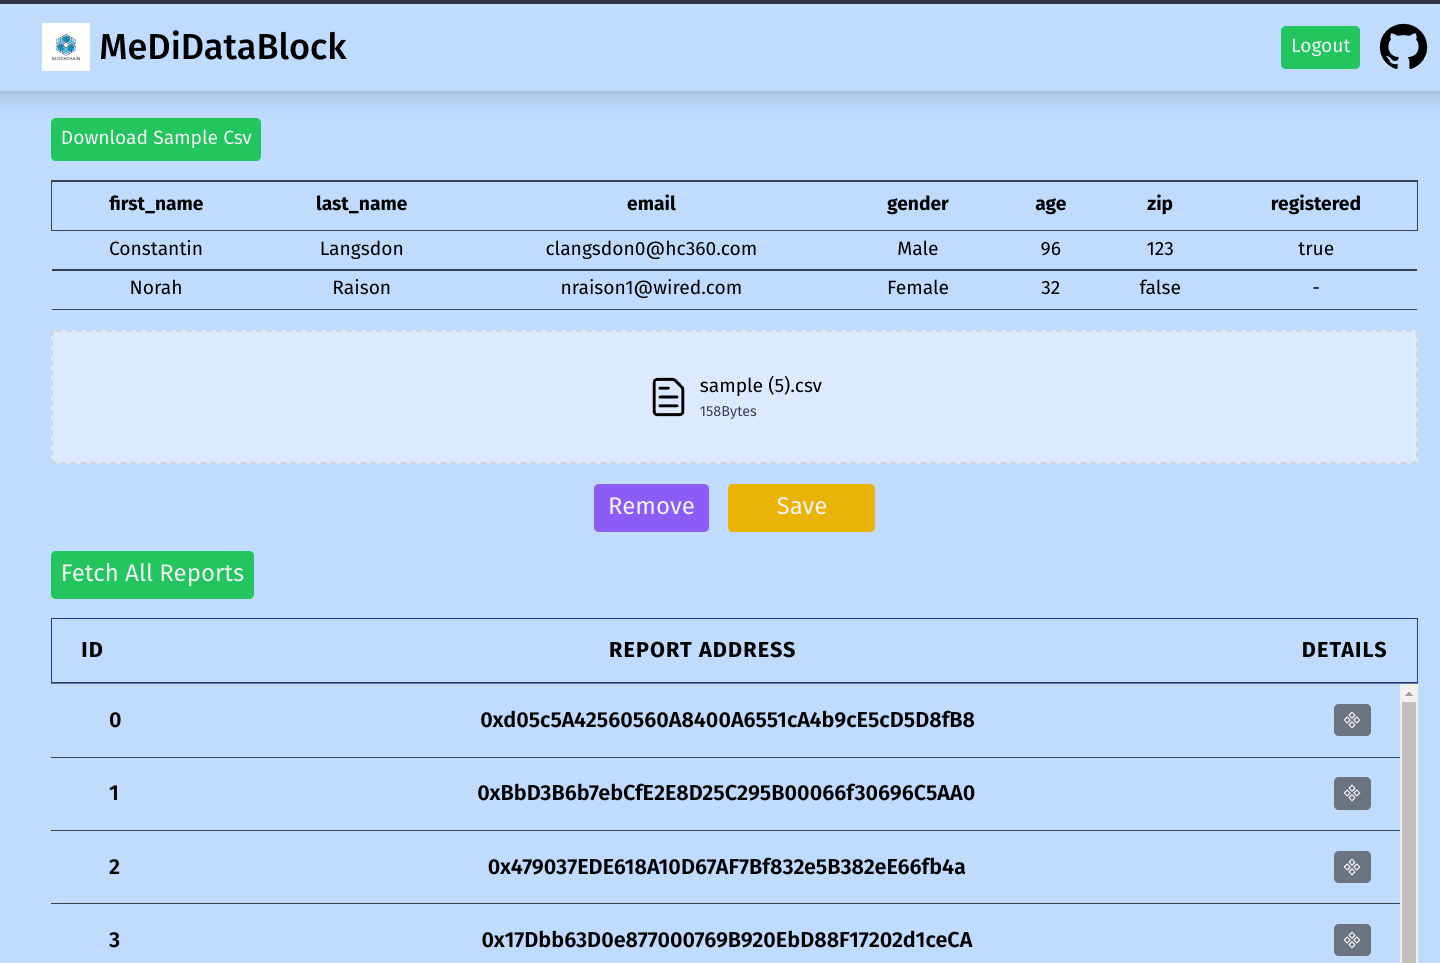 BLOCKCHAIN
MeDiDataBlock
Logout
Download Sample Csv
first_name last_name email gender age zip registered
Constantin Langsdon clangsdon0@hc360.com Male 96 123 true
Norah Raison nraison1@wired.com Female 32 false -
sample (5).csv
158Bytes
Remove Save
Fetch All Reports
ID REPORT ADDRESS DETAILS
0 0xd05c5A42560560A8400A6551cA4b9cE5cD5D8fB8
1 0xBbD3B6b7ebCfE2E8D25C295B00066f30696C5AA0
2 0x479037EDE618A10D67AF7Bf832e5B382eE66fb4a
3 0x17Dbb63D0e877000769B920EbD88F17202d1ceCA